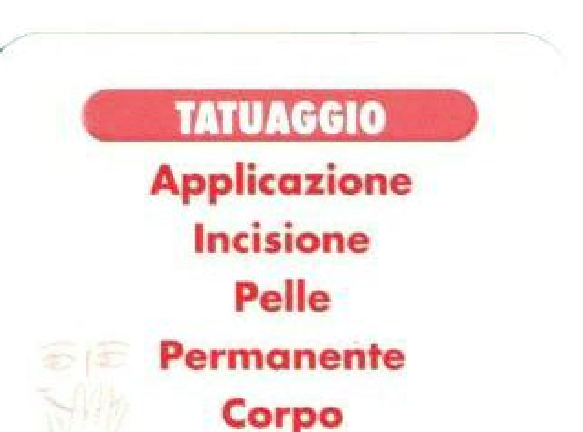 TATUAGGIO
Applicazione
Incisione
Pelle
Permanente
Corpo